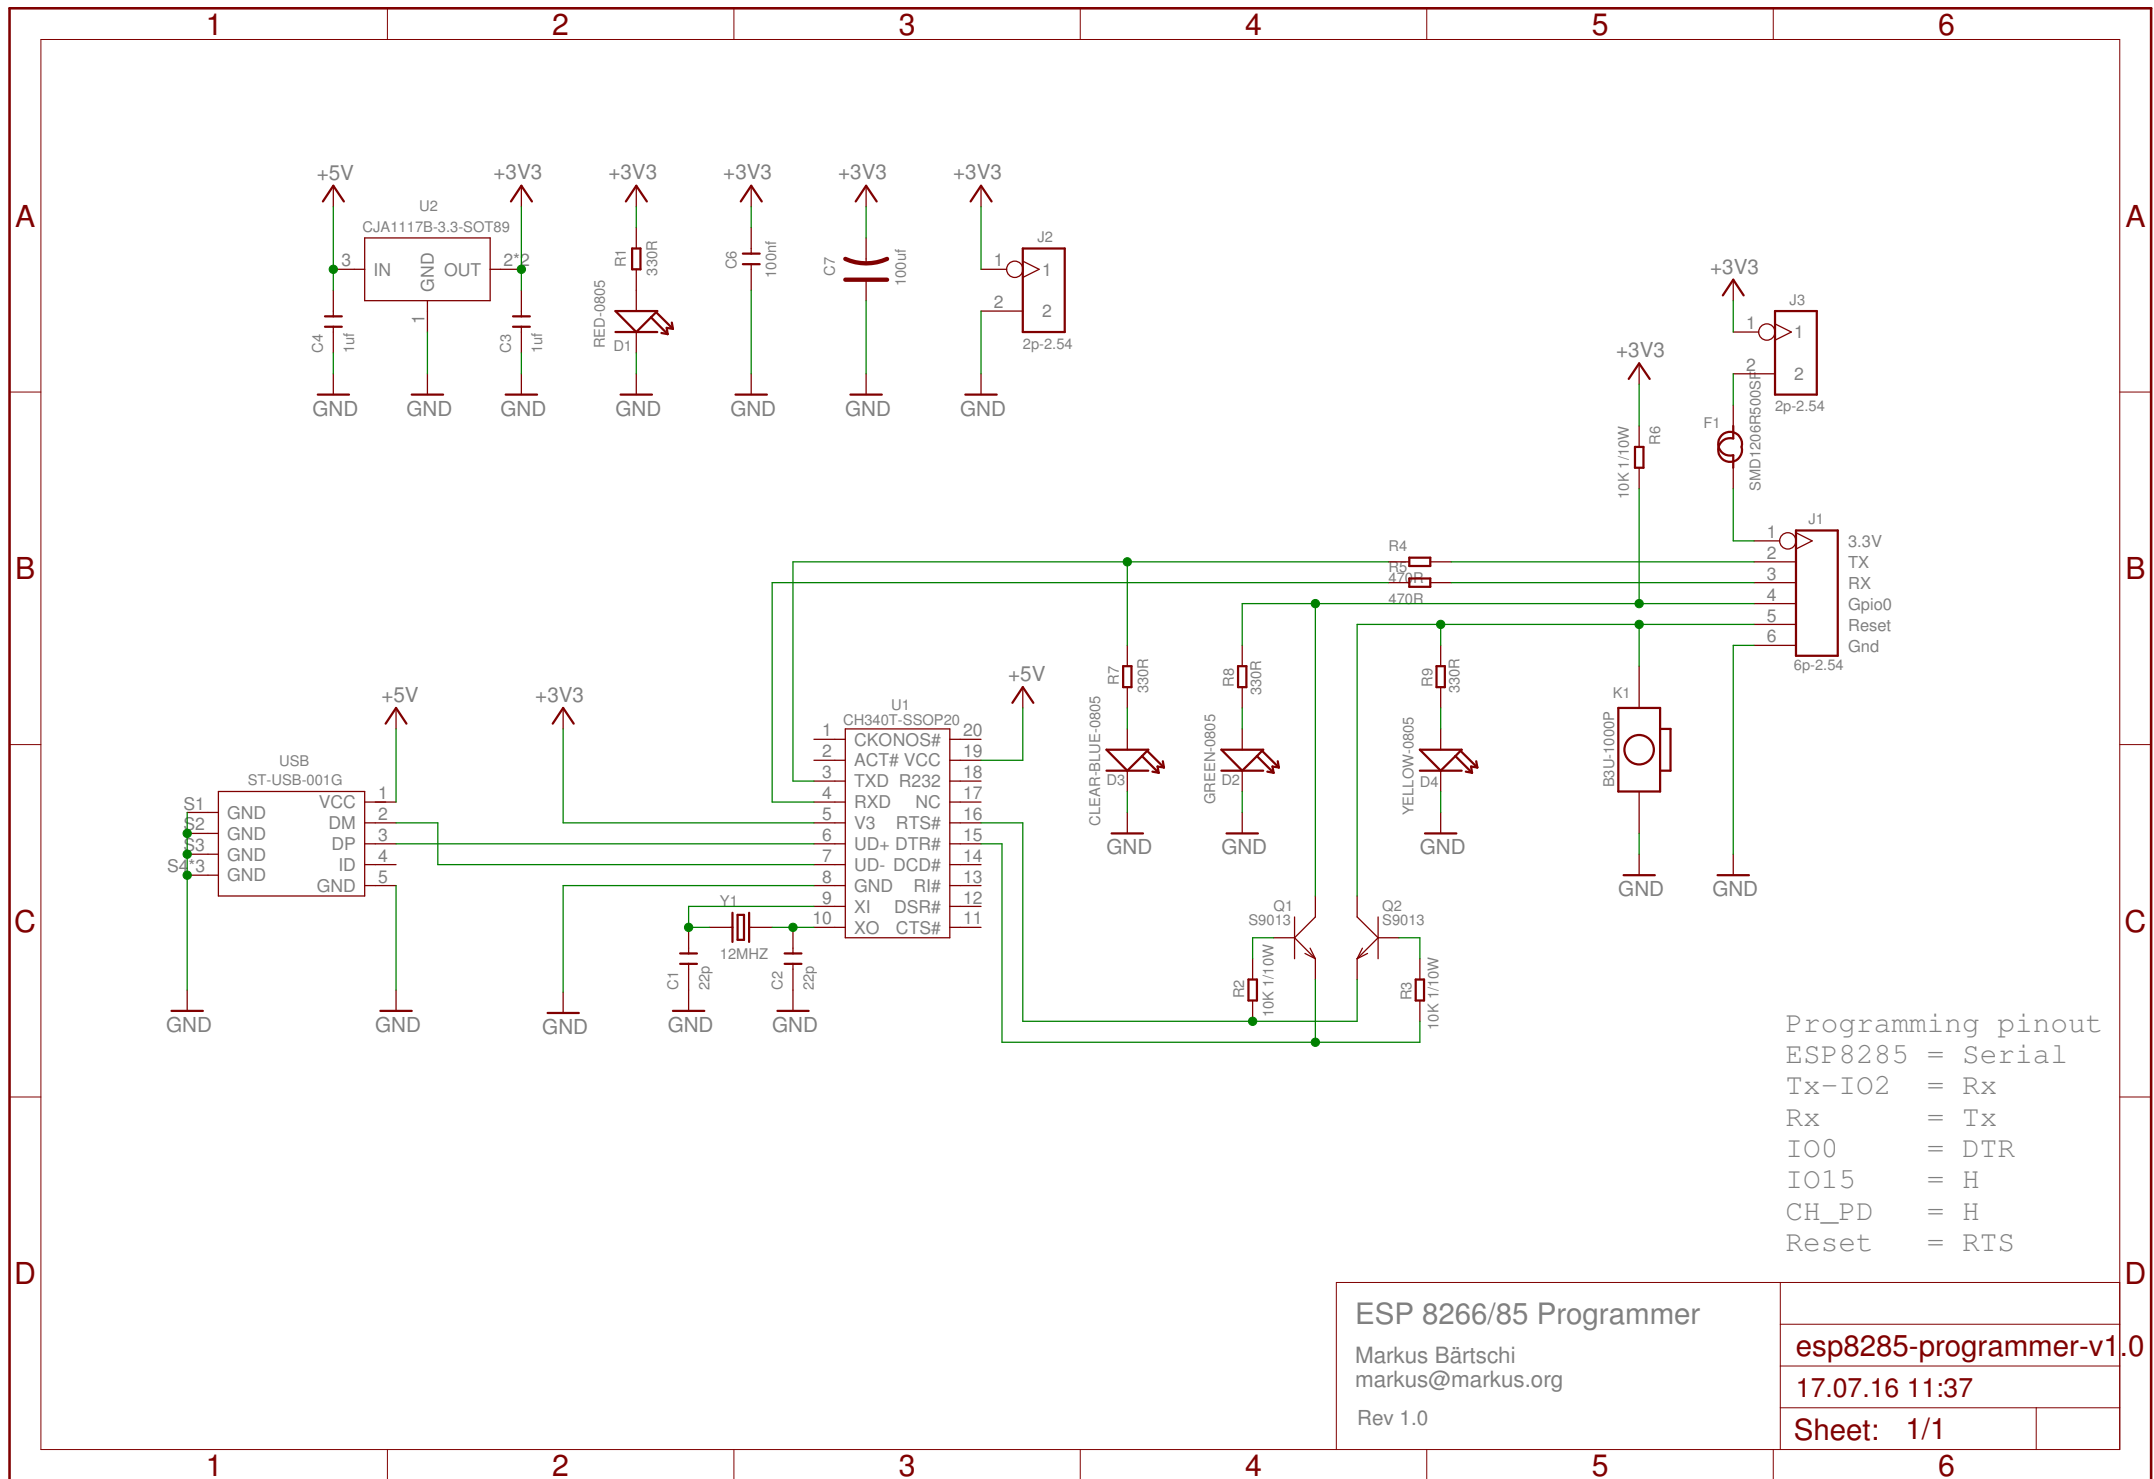 1 2 3 4 5 6
A A
B B
C C
D D
+5V
U2
CJA1117B-3.3-SOT89
3 IN GND OUT 2*2
1
C4 1uf
GND
GND
+3V3
C3 1uf
GND
+3V3
R1 330R
RED-0805
D1
GND
+3V3
C6 100nf
GND
+3V3
C7 100uf
GND
+3V3
J2
1 1
2 2
2p-2.54
GND
+3V3
J3
1 1
2 2
2p-2.54
F1
SMD1206R500SF
+3V3
10K 1/10W R6
J1
1 3.3V
2 TX
3 RX
4 Gpio0
5 Reset
6 Gnd
6p-2.54
R4
470R
R5
470R
R7 330R
CLEAR-BLUE-0805
D3
GND
R8 330R
GREEN-0805
D2
GND
R9 330R
YELLOW-0805
D4
GND
K1
B3U-1000P
GND
GND
+5V
USB
ST-USB-001G
S1 GND VCC 1
S2 GND DM 2
S3 GND DP 3
S4*3 GND ID 4
GND 5
GND
GND
+3V3
GND
+5V
U1
CH340T-SSOP20
1 CKO NOS# 20
2 ACT# VCC 19
3 TXD R232 18
4 RXD NC 17
5 V3 RTS# 16
6 UD+ DTR# 15
7 UD- DCD# 14
8 GND RI# 13
9 XI DSR# 12
10 XO CTS# 11
Y1
12MHZ
C1 22p
GND
C2 22p
GND
Q1
S9013
Q2
S9013
R2 10K 1/10W
R3 10K 1/10W
Programming pinout
ESP8285 = Serial
Tx-IO2 = Rx
Rx = Tx
IO0 = DTR
IO15 = H
CH_PD = H
Reset = RTS
ESP 8266/85 Programmer
Markus Bärtschi
markus@markus.org
Rev 1.0
esp8285-programmer-v1.0
17.07.16 11:37
Sheet: 1/1
1 2 3 4 5 6